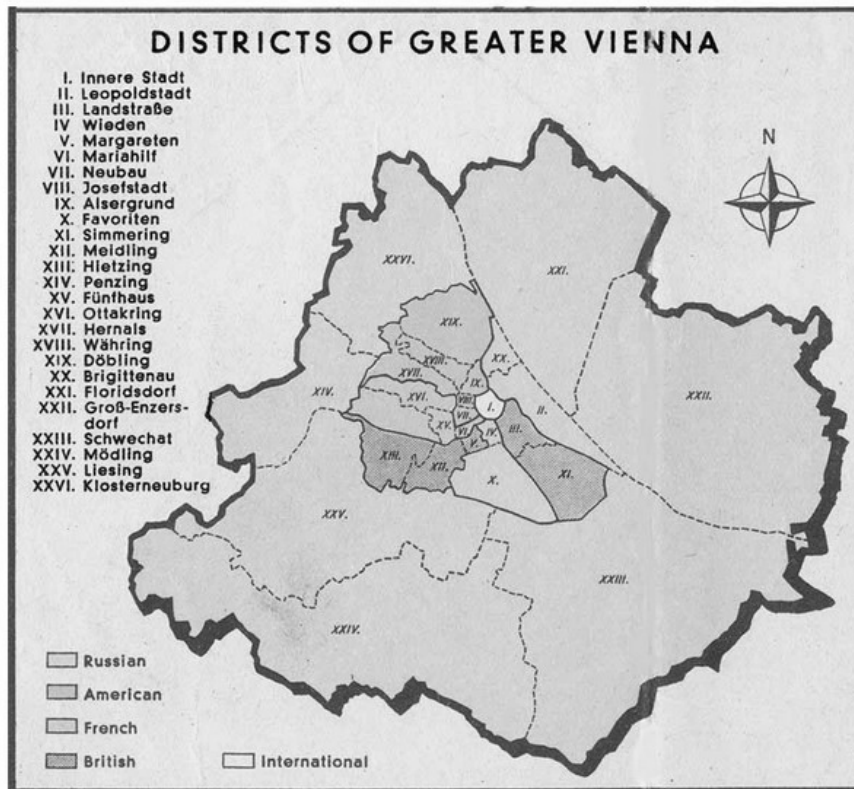 DISTRICTS OF GREATER VIENNA
I. Innere Stadt
II. Leopoldstadt
III. Landstraße
IV Wieden
V. Margareten
VI. Mariahilf
VII. Neubau
VIII. Josefstadt
IX. Alsergrund
X. Favoriten
XI. Simmering
XII. Meidling
XIII. Hietzing
XIV. Penzing
XV. Fünfhaus
XVI. Ottakring
XVII. Hernals
XVIII. Währing
XIX. Döbling
XX. Brigittenau
XXI. Floridsdorf
XXII. Groß-Enzers-
dorf
XXIII. Schwechat
XXIV. Mödling
XXV. Liesing
XXVI. Klosterneuburg
N
XXVI.
XXI.
XIX.
XVIII.
XX.
XVII.
IX.
XIV.
XVI.
VIII.
I.
II.
XXII.
VII.
XV.
VI.
III.
IV.
V.
XIII.
XII.
X.
XI.
XXV.
XXIII.
XXIV.
Russian
American
French
British
International